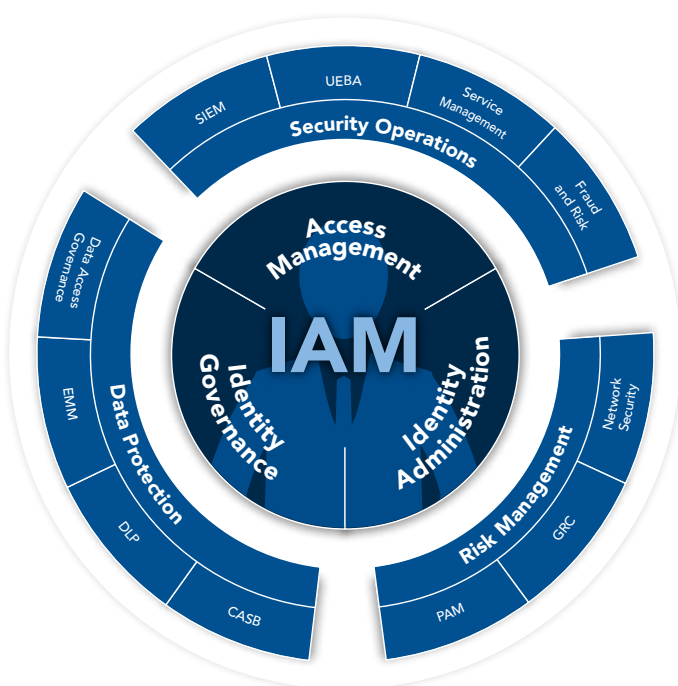 SIEM
UEBA
Service
Management
Fraud
and Risk
Security Operations
Access
Management
IAM
Identity
Governance
Identity
Administration
Data Access
Governance
EMM
DLP
CASB
Data Protection
Network
Security
GRC
PAM
Risk Management